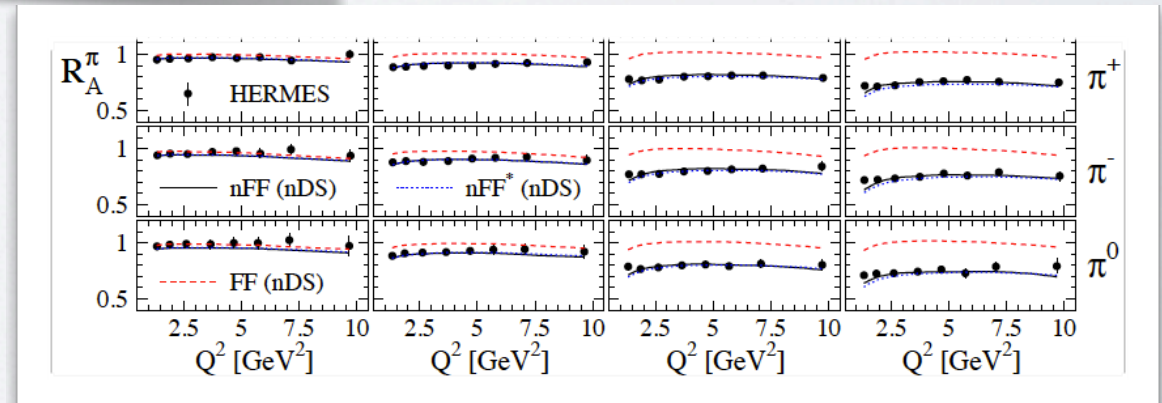 R_A^π
1
0.5
HERMES
π⁺
1
0.5
nFF (nDS)
nFF* (nDS)
π⁻
1
0.5
FF (nDS)
π⁰
2.5 5 7.5 10 2.5 5 7.5 10 2.5 5 7.5 10 2.5 5 7.5 10
Q² [GeV²] Q² [GeV²] Q² [GeV²] Q² [GeV²]